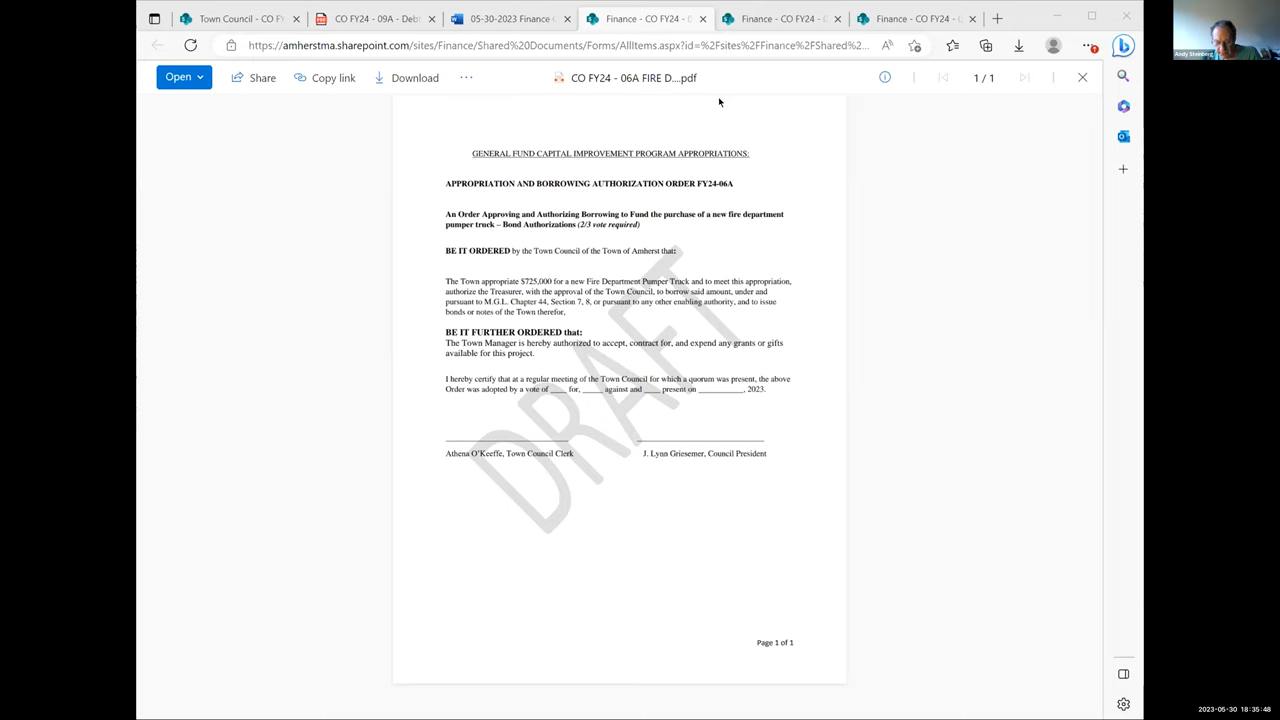 Town Council - CO FY
CO FY24 - 09A - Deb
05-30-2023 Finance
Finance - CO FY24 -
Finance - CO FY24 -
Finance - CO FY24 -
https://amherstma.sharepoint.com/sites/Finance/Shared%20Documents/Forms/AllItems.aspx?id=%2Fsites%2FFinance%2FShared%2...
Open
Share
Copy link
Download
CO FY24 - 06A FIRE D....pdf
1 / 1
Andy Steinberg
GENERAL FUND CAPITAL IMPROVEMENT PROGRAM APPROPRIATIONS:
APPROPRIATION AND BORROWING AUTHORIZATION ORDER FY24-06A
An Order Approving and Authorizing Borrowing to Fund the purchase of a new fire department
pumper truck – Bond Authorizations (2/3 vote required)
BE IT ORDERED by the Town Council of the Town of Amherst that:
The Town appropriate $725,000 for a new Fire Department Pumper Truck and to meet this appropriation,
authorize the Treasurer, with the approval of the Town Council, to borrow said amount, under and
pursuant to M.G.L. Chapter 44, Section 7, 8, or pursuant to any other enabling authority, and to issue
bonds or notes of the Town therefor,
BE IT FURTHER ORDERED that:
The Town Manager is hereby authorized to accept, contract for, and expend any grants or gifts
available for this project.
I hereby certify that at a regular meeting of the Town Council for which a quorum was present, the above
Order was adopted by a vote of ____ for, _____ against and ____ present on ___________, 2023.
Athena O'Keeffe, Town Council Clerk
J. Lynn Griesemer, Council President
DRAFT
Page 1 of 1
2023-05-30 18:35:48